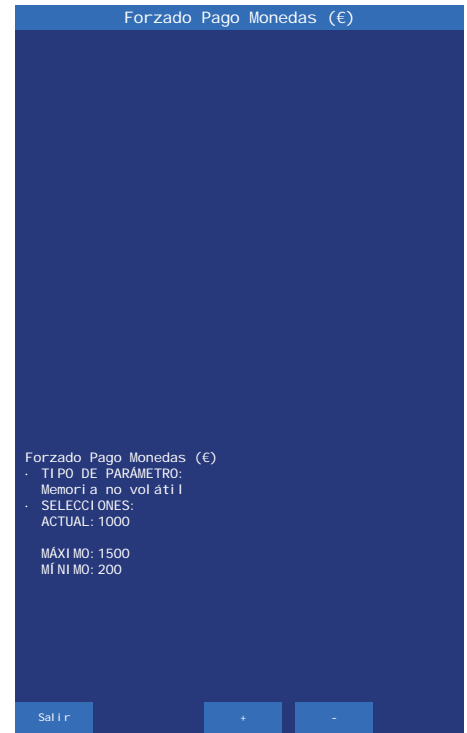 Forzado Pago Monedas (€)
Forzado Pago Monedas (€)
· TIPO DE PARÁMETRO:
Memoria no volátil
· SELECCIONES:
ACTUAL: 1000
MÁXIMO: 1500
MÍNIMO: 200
Salir + -